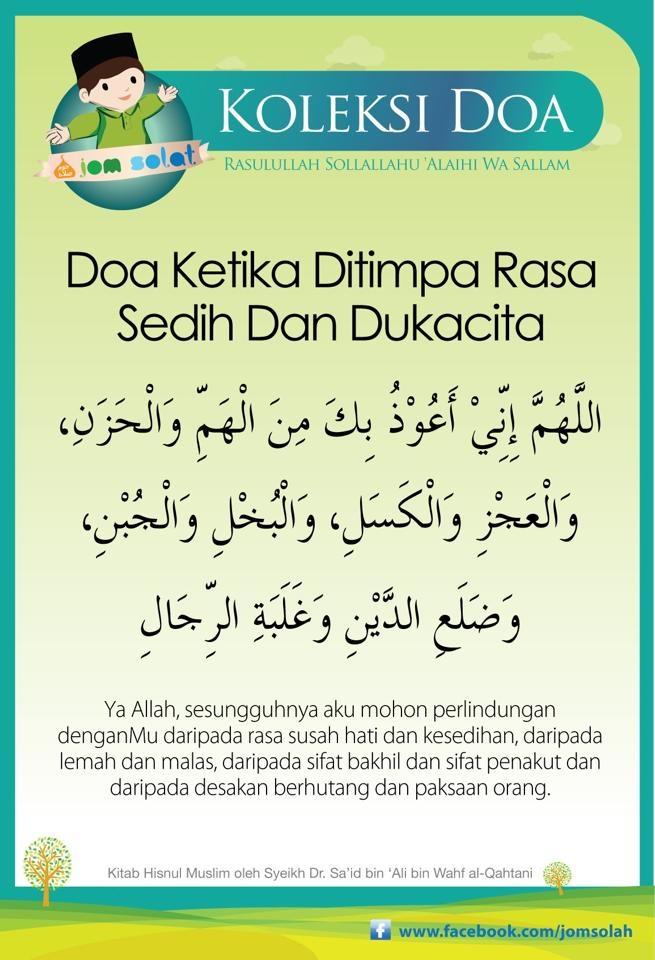 KOLEKSI DOA
RASULULLAH SOLLALLAHU 'ALAIHI WA SALLAM
jom solat
Doa Ketika Ditimpa Rasa
Sedih Dan Dukacita
اللَّهُمَّ إِنِّيْ أَعُوْذُ بِكَ مِنَ الْهَمِّ وَالْحَزَنِ،
وَالْعَجْزِ وَالْكَسَلِ، وَالْبُخْلِ وَالْجُبْنِ،
وَضَلَعِ الدَّيْنِ وَغَلَبَةِ الرِّجَالِ
Ya Allah, sesungguhnya aku mohon perlindungan
denganMu daripada rasa susah hati dan kesedihan, daripada
lemah dan malas, daripada sifat bakhil dan sifat penakut dan
daripada desakan berhutang dan paksaan orang.
Kitab Hisnul Muslim oleh Syeikh Dr. Sa'id bin 'Ali bin Wahf al-Qahtani
f www.facebook.com/jomsolah